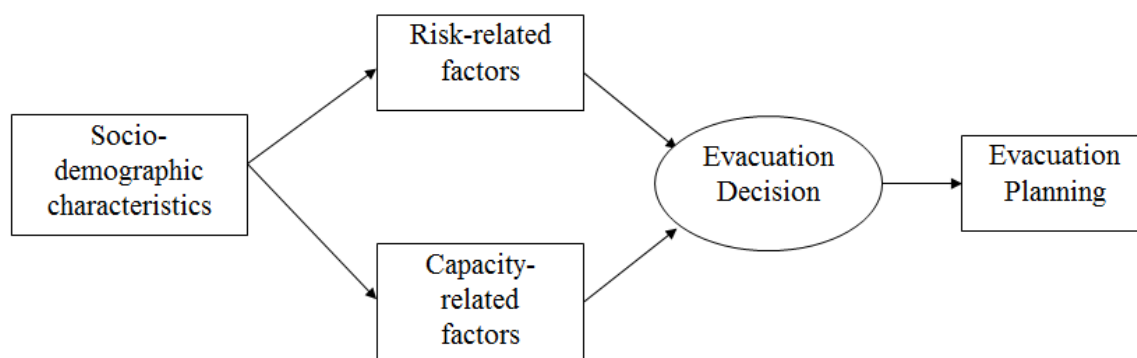 Risk-related
factors
Socio-
demographic
characteristics
Evacuation
Decision
Evacuation
Planning
Capacity-
related
factors